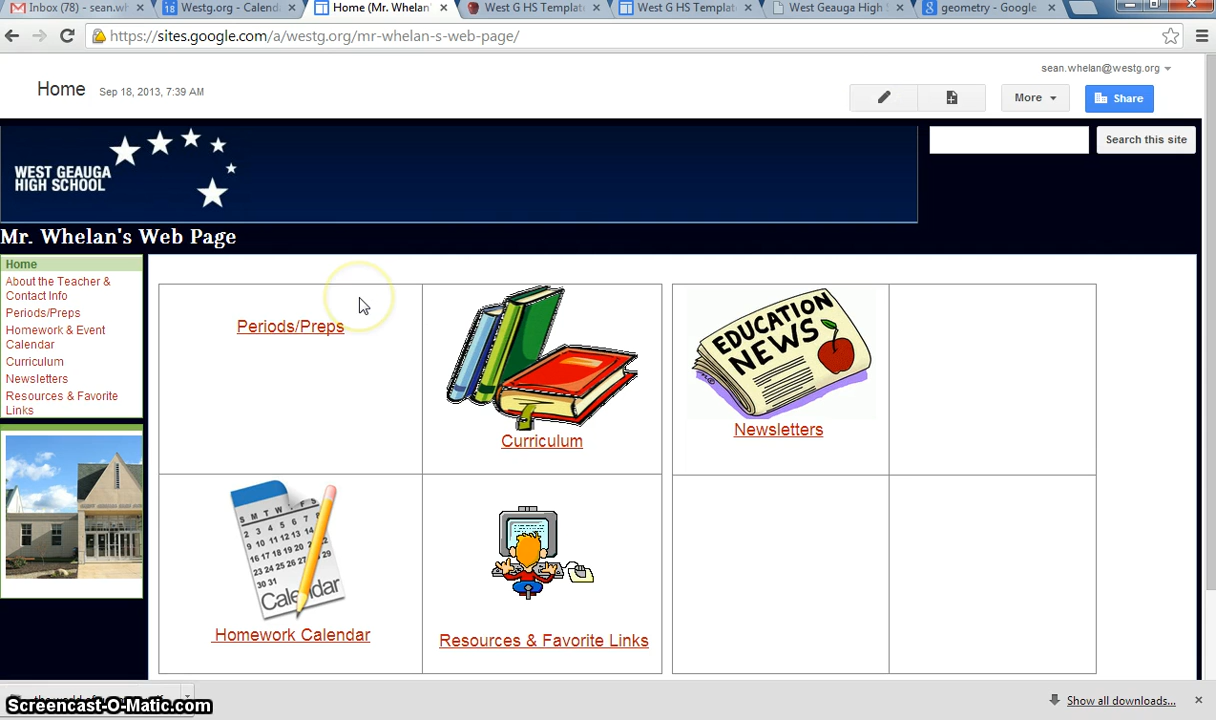 Inbox (78) - sean.wh
Westg.org - Calend
Home (Mr. Whelan'
West G HS Template
West G HS Templat
West Geauga High
geometry - Google
https://sites.google.com/a/westg.org/mr-whelan-s-web-page/
sean.whelan@westg.org
Home
Sep 18, 2013, 7:39 AM
More
Share
WEST GEAUGA
HIGH SCHOOL
Search this site
Mr. Whelan's Web Page
Home
About the Teacher &
Contact Info
Periods/Preps
Homework & Event
Calendar
Curriculum
Newsletters
Resources & Favorite
Links
Periods/Preps
Curriculum
EDUCATION
NEWS
Newsletters
S M T W F S
Calendar
Homework Calendar
Resources & Favorite Links
Show all downloads...
Screencast-O-Matic.com